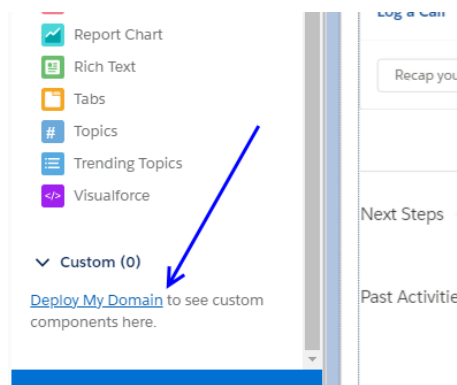 Log a Call
Report Chart
Recap you
Rich Text
Tabs
# Topics
Trending Topics
</> Visualforce
Next Steps
Custom (0)
Deploy My Domain to see custom
components here.
Past Activitie